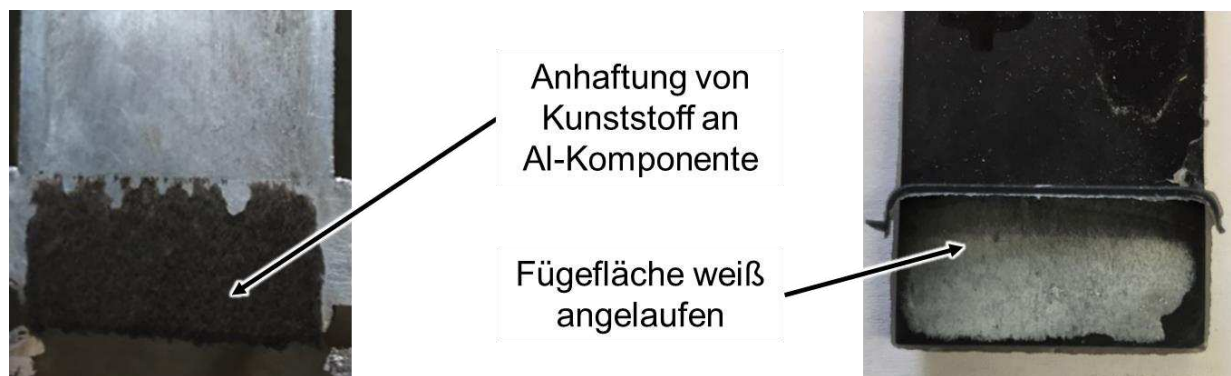 Anhaftung von
Kunststoff an
Al-Komponente
Fügefläche weiß
angelaufen